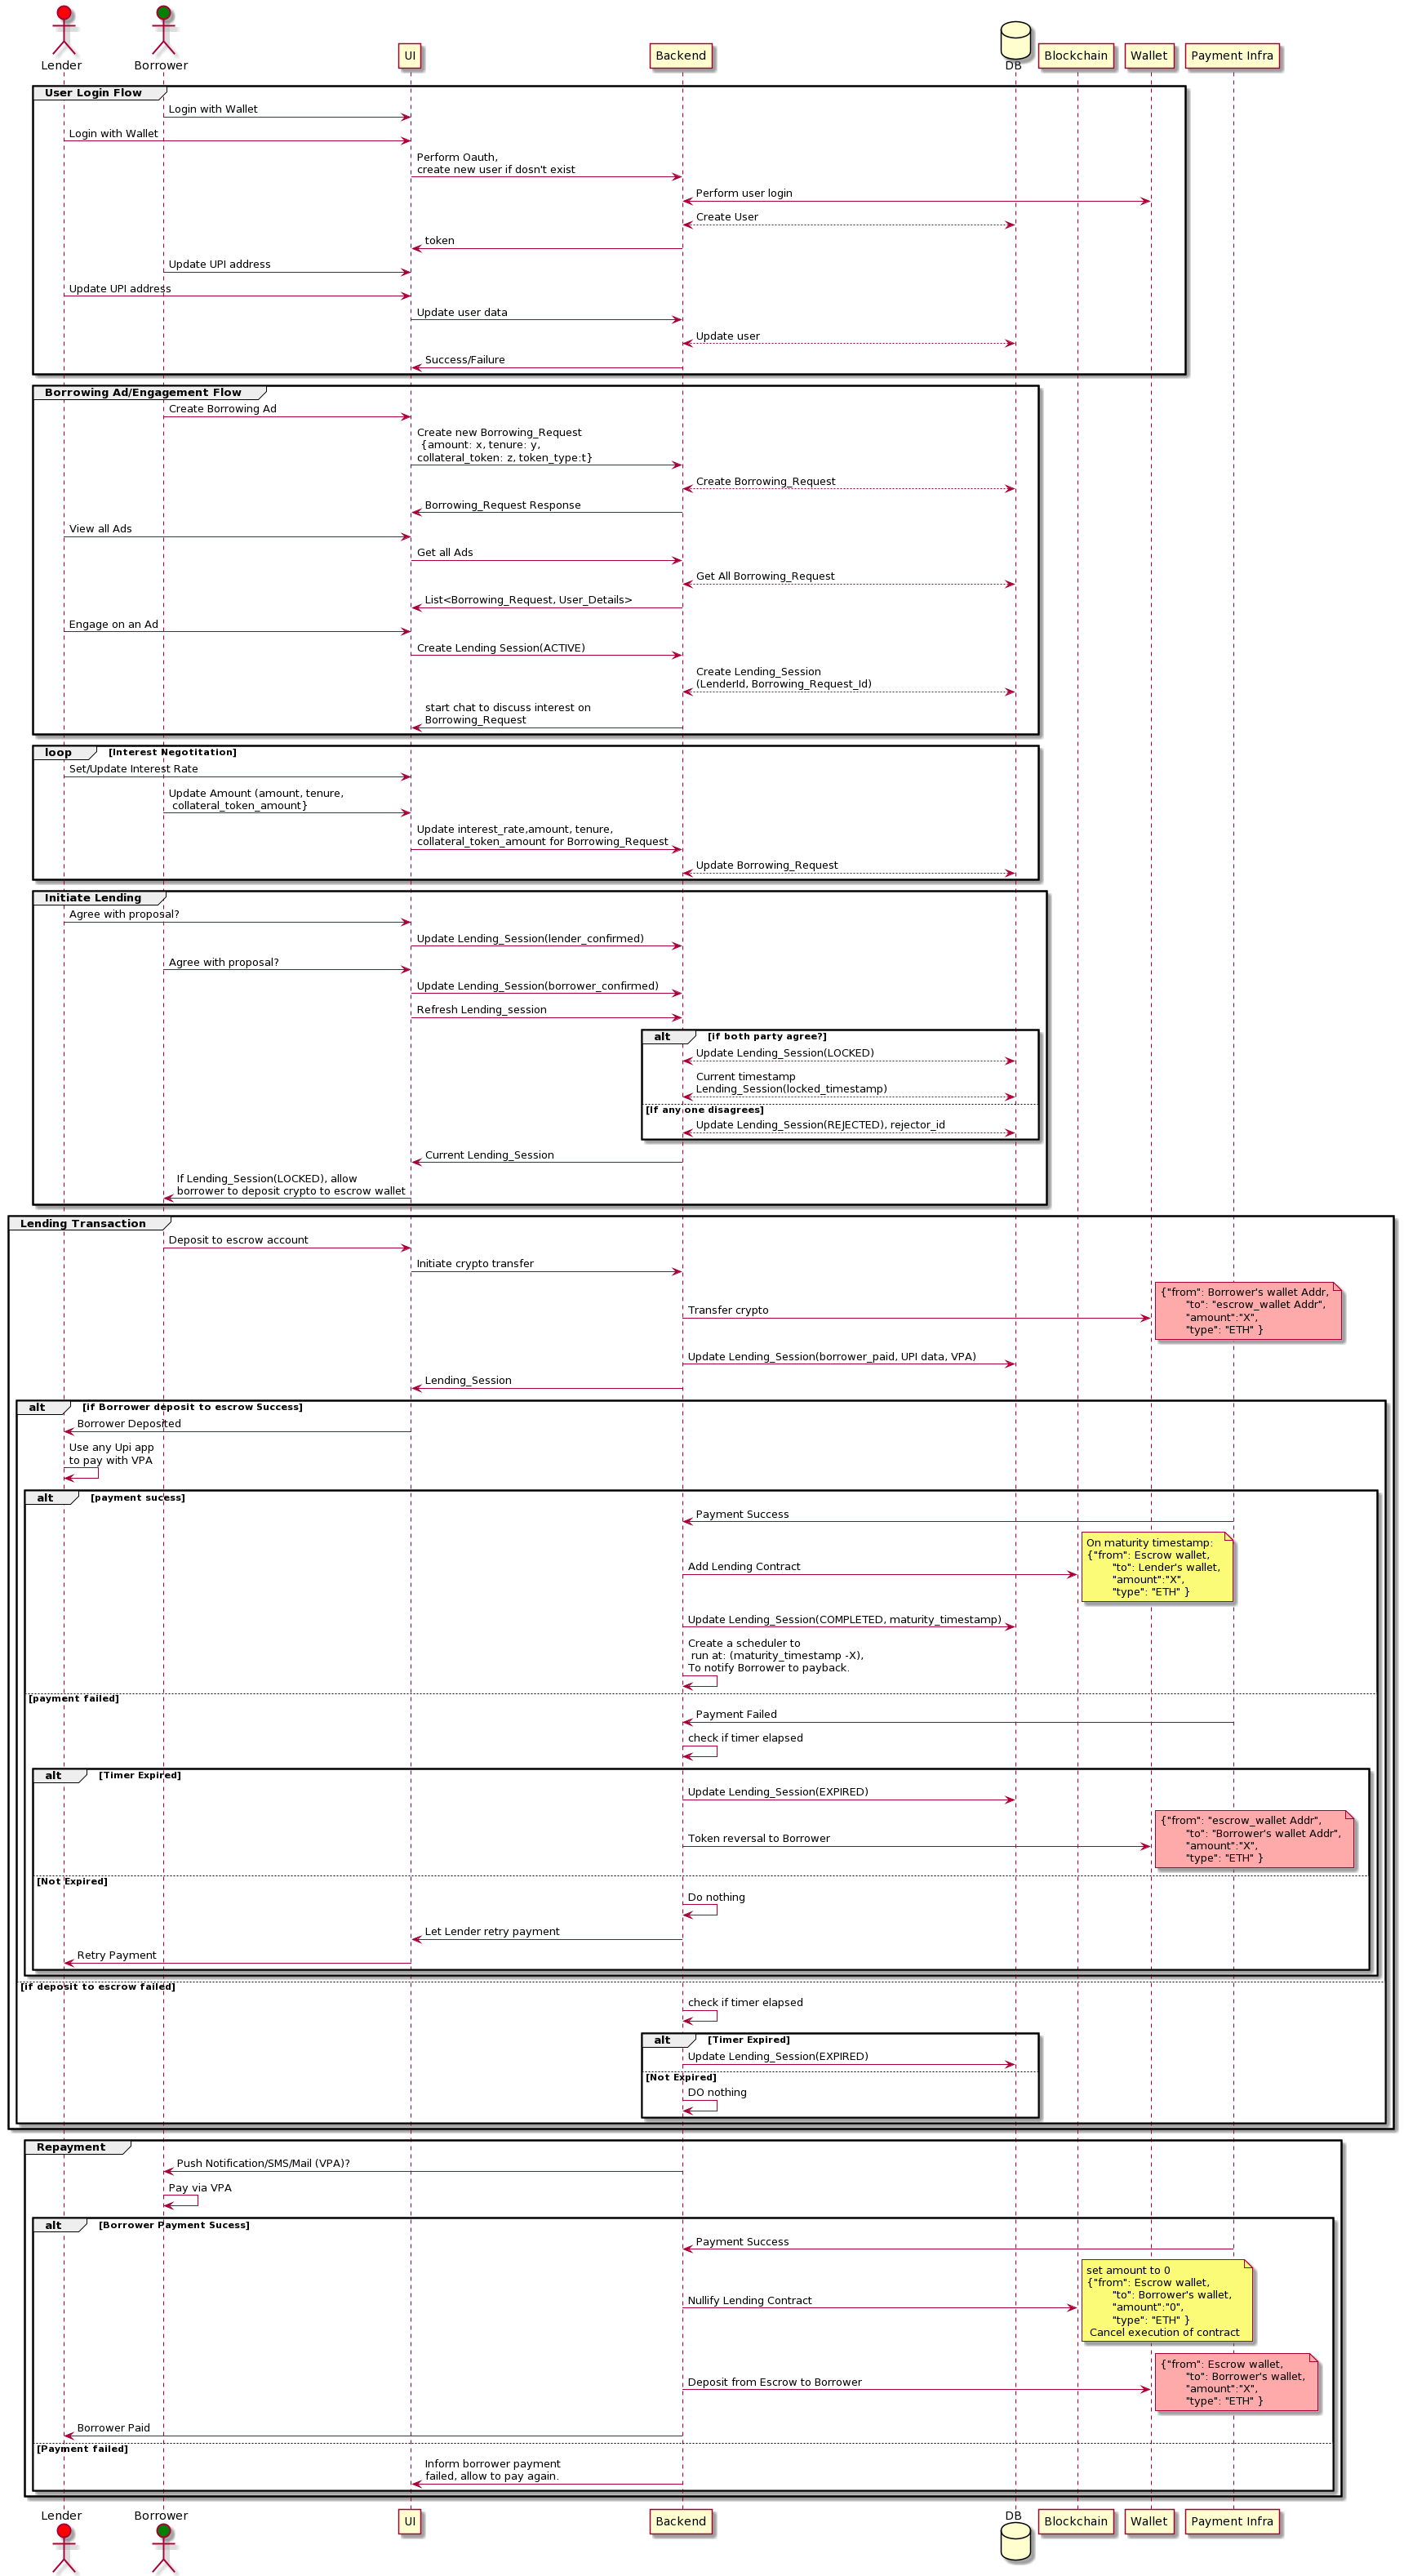 Lender
Borrower
UI
Backend
DB
Blockchain
Wallet
Payment Infra
User Login Flow
Login with Wallet
Login with Wallet
Perform Oauth,
create new user if dosn't exist
Perform user login
Create User
token
Update UPI address
Update UPI address
Update user data
Update user
Success/Failure
Borrowing Ad/Engagement Flow
Create Borrowing Ad
Create new Borrowing_Request
{amount: x, tenure: y,
collateral_token: z, token_type:t}
Create Borrowing_Request
Borrowing_Request Response
View all Ads
Get all Ads
Get All Borrowing_Request
List<Borrowing_Request, User_Details>
Engage on an Ad
Create Lending Session(ACTIVE)
Create Lending_Session
(LenderId, Borrowing_Request_Id)
start chat to discuss interest on
Borrowing_Request
loop
[Interest Negotitation]
Set/Update Interest Rate
Update Amount (amount, tenure,
collateral_token_amount}
Update interest_rate,amount, tenure,
collateral_token_amount for Borrowing_Request
Update Borrowing_Request
Initiate Lending
Agree with proposal?
Update Lending_Session(lender_confirmed)
Agree with proposal?
Update Lending_Session(borrower_confirmed)
Refresh Lending_session
alt
[if both party agree?]
Update Lending_Session(LOCKED)
Current timestamp
Lending_Session(locked_timestamp)
[If any one disagrees]
Update Lending_Session(REJECTED), rejector_id
Current Lending_Session
If Lending_Session(LOCKED), allow
borrower to deposit crypto to escrow wallet
Lending Transaction
Deposit to escrow account
Initiate crypto transfer
Transfer crypto
{"from": Borrower's wallet Addr,
"to": "escrow_wallet Addr",
"amount":"X",
"type": "ETH" }
Update Lending_Session(borrower_paid, UPI data, VPA)
Lending_Session
alt
[if Borrower deposit to escrow Success]
Borrower Deposited
Use any Upi app
to pay with VPA
alt
[payment sucess]
Payment Success
Add Lending Contract
On maturity timestamp:
{"from": Escrow wallet,
"to": Lender's wallet,
"amount":"X",
"type": "ETH" }
Update Lending_Session(COMPLETED, maturity_timestamp)
Create a scheduler to
run at: (maturity_timestamp -X),
To notify Borrower to payback.
[payment failed]
Payment Failed
check if timer elapsed
alt
[Timer Expired]
Update Lending_Session(EXPIRED)
Token reversal to Borrower
{"from": "escrow_wallet Addr",
"to": "Borrower's wallet Addr",
"amount":"X",
"type": "ETH" }
[Not Expired]
Do nothing
Let Lender retry payment
Retry Payment
[if deposit to escrow failed]
check if timer elapsed
alt
[Timer Expired]
Update Lending_Session(EXPIRED)
[Not Expired]
DO nothing
Repayment
Push Notification/SMS/Mail (VPA)?
Pay via VPA
alt
[Borrower Payment Sucess]
Payment Success
Nullify Lending Contract
set amount to 0
{"from": Escrow wallet,
"to": Borrower's wallet,
"amount":"0",
"type": "ETH" }
Cancel execution of contract
Deposit from Escrow to Borrower
{"from": Escrow wallet,
"to": Borrower's wallet,
"amount":"X",
"type": "ETH" }
Borrower Paid
[Payment failed]
Inform borrower payment
failed, allow to pay again.
Lender
Borrower
UI
Backend
DB
Blockchain
Wallet
Payment Infra